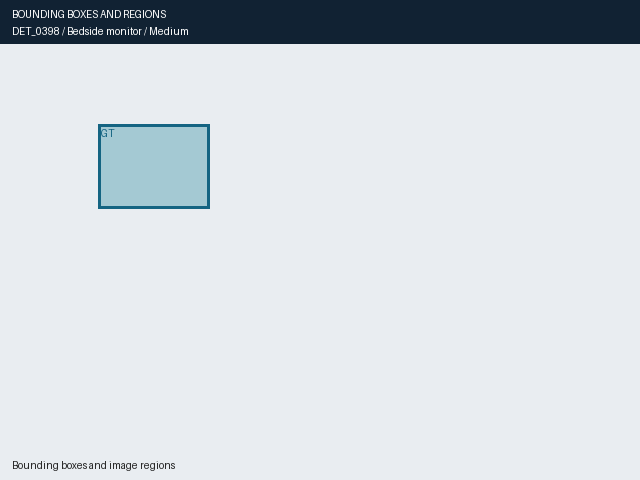 BOUNDING BOXES AND REGIONS
DET_0398 / Bedside monitor / Medium
GT
Bounding boxes and image regions